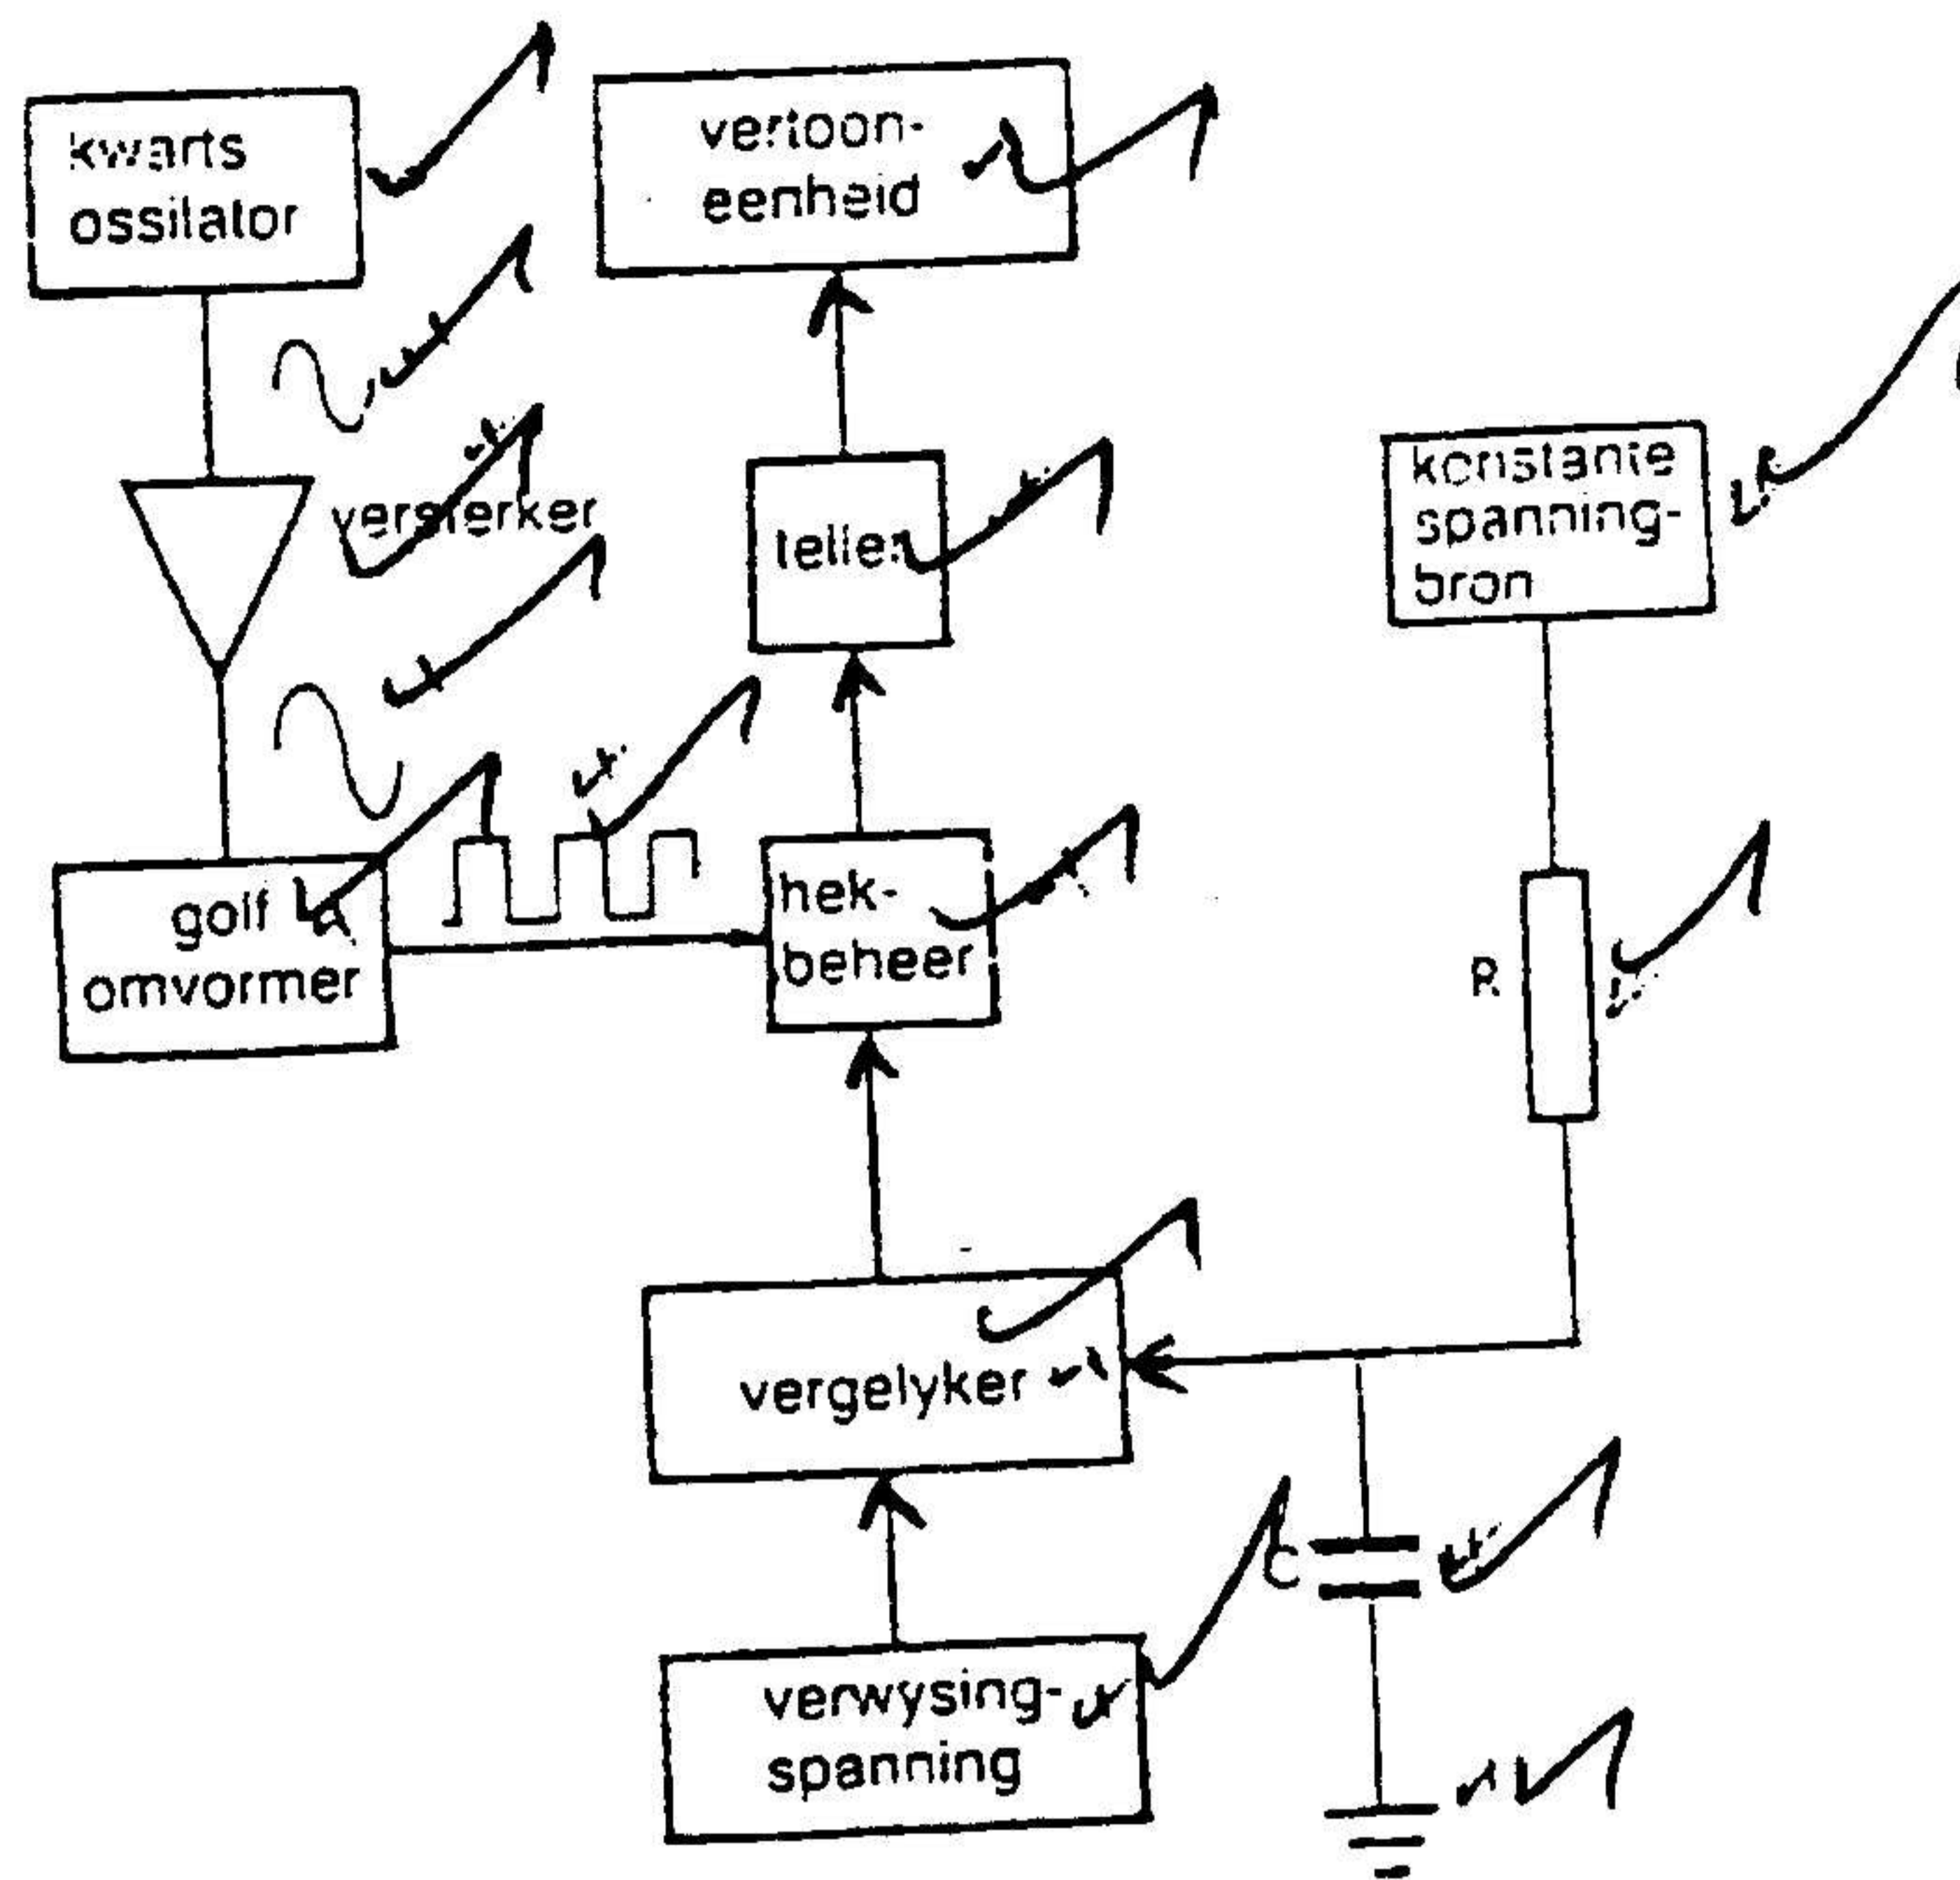 kwarts
ossilator
vertoon-
eenheid
versterker
teller
konstante
spanning-
bron
golf
omvormer
hek-
beheer
R
vergelyker
C
verwysing-
spanning